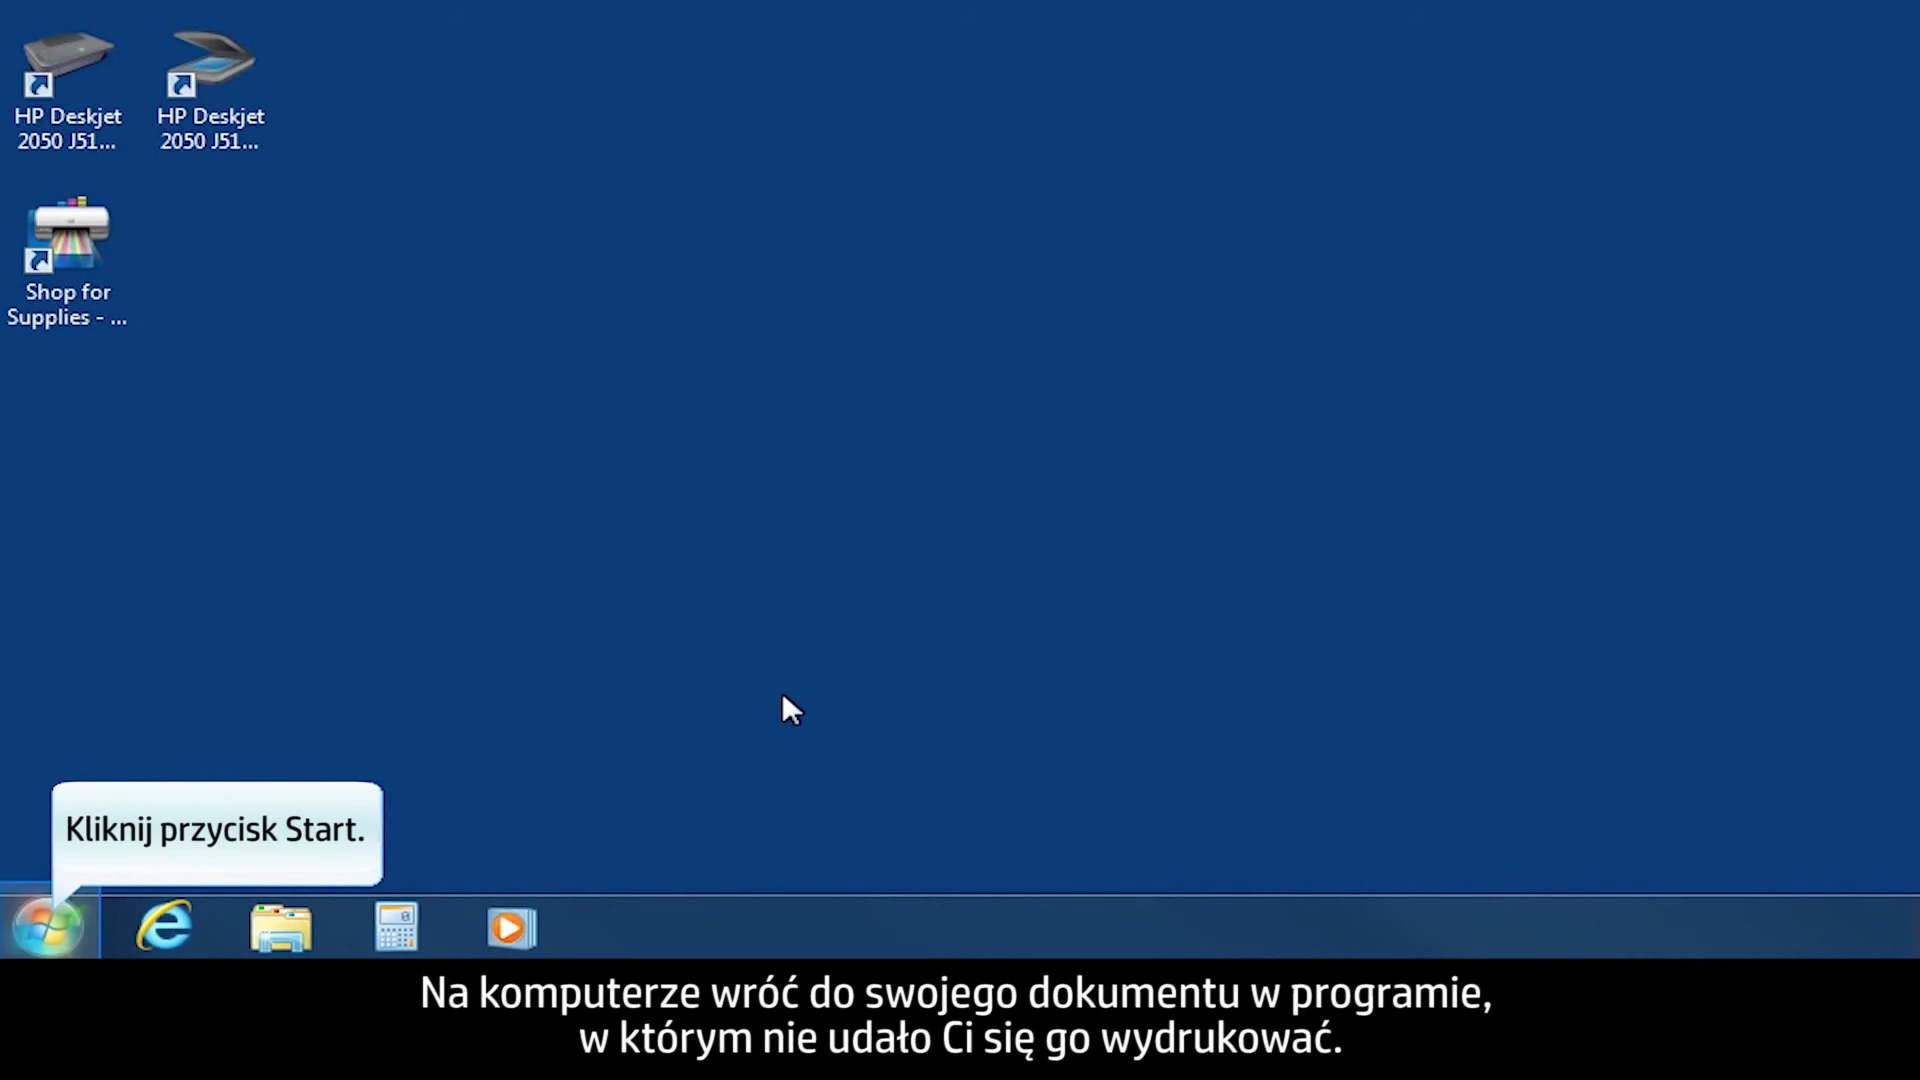 HP Deskjet
2050 J51...
HP Deskjet
2050 J51...
Shop for
Supplies - ...
Kliknij przycisk Start.
Na komputerze wróć do swojego dokumentu w programie,
w którym nie udało Ci się go wydrukować.